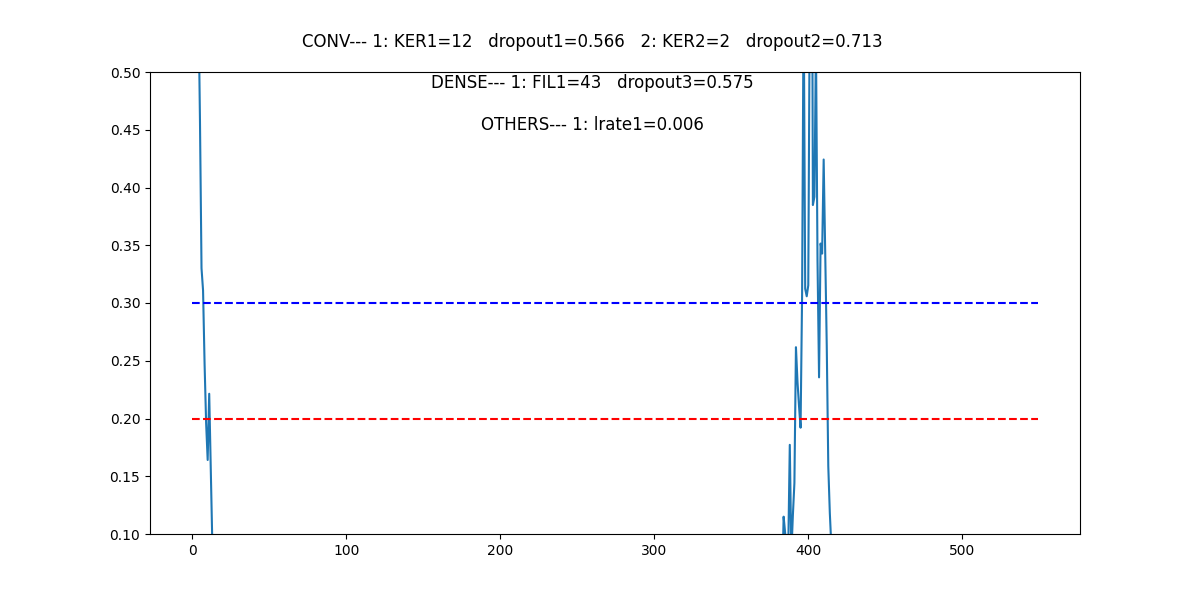 CONV--- 1: KER1=12   dropout1=0.566   2: KER2=2   dropout2=0.713
DENSE--- 1: FIL1=43   dropout3=0.575
OTHERS--- 1: lrate1=0.006
0.50
0.45
0.40
0.35
0.30
0.25
0.20
0.15
0.10
0 100 200 300 400 500